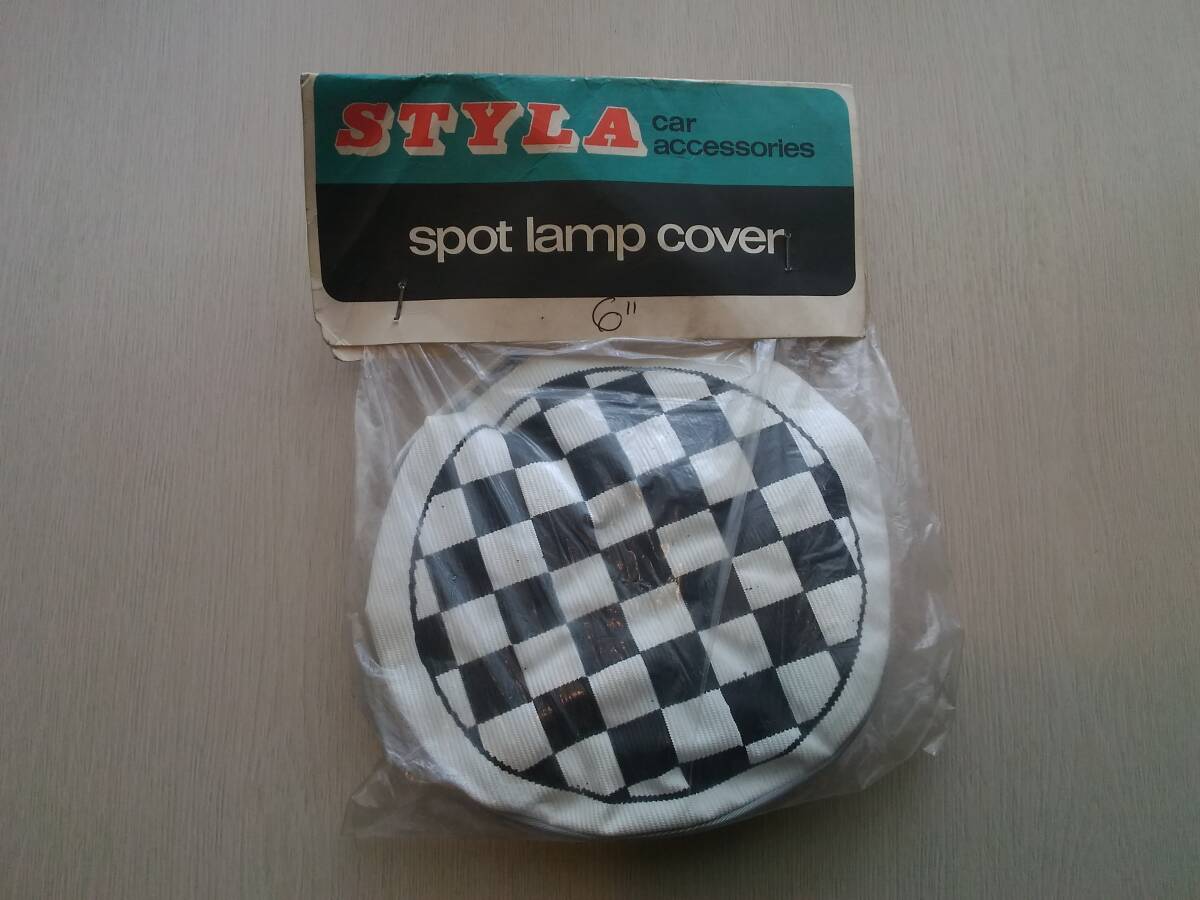 STYLA
car
accessories
spot lamp cover
6"